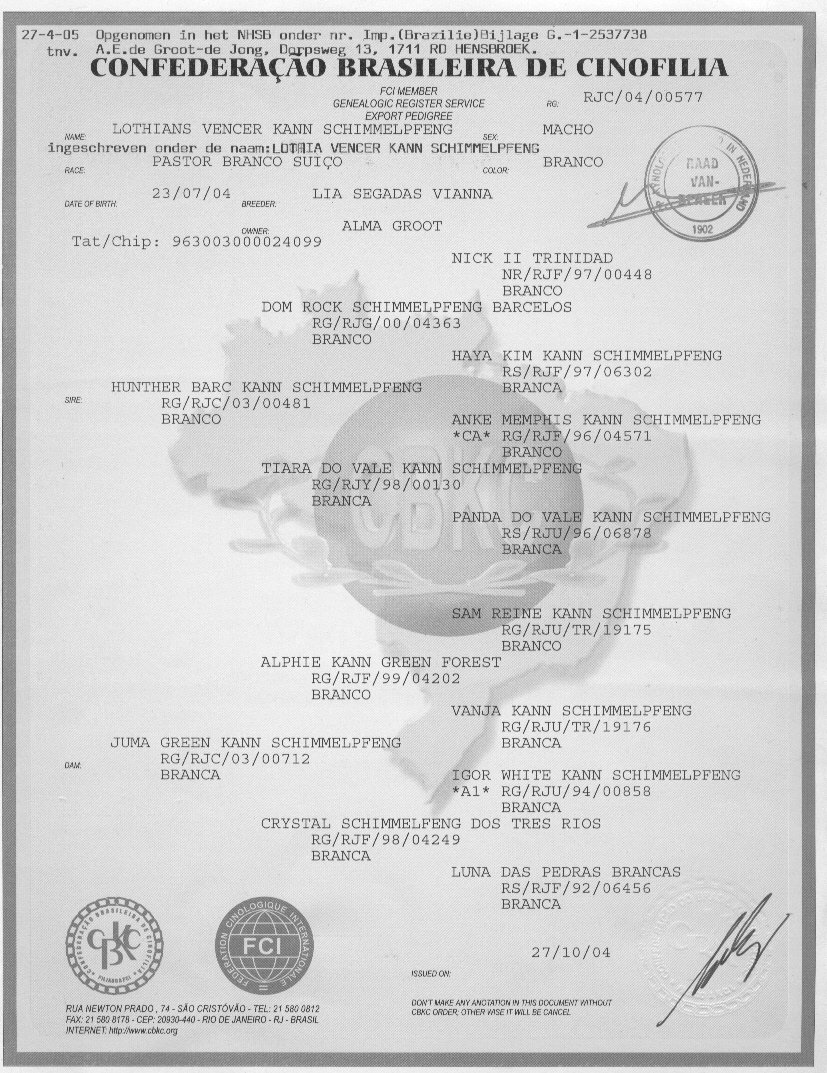 27-4-05 Opgenomen in het NHSB onder nr. Imp.(Brazilie)Bijlage G.-1-2537738
tnv. A.E.de Groot-de Jong, Dorpsweg 13, 1711 RD HENSBROEK.
CONFEDERAÇÃO BRASILEIRA DE CINOFILIA
FCI MEMBER
GENEALOGIC REGISTER SERVICE
EXPORT PEDIGREE
RG: RJC/04/00577
NAME: LOTHIANS VENCER KANN SCHIMMELPFENG SEX: MACHO
ingeschreven onder de naam:LOTHIA VENCER KANN SCHIMMELPFENG
RACE: PASTOR BRANCO SUIÇO COLOR: BRANCO
DATE OF BIRTH: 23/07/04 BREEDER: LIA SEGADAS VIANNA
OWNER: ALMA GROOT
Tat/Chip: 963003000024099
RAAD
VAN
BEHEER
1902
NICK II TRINIDAD
NR/RJF/97/00448
BRANCO
DOM ROCK SCHIMMELPFENG BARCELOS
RG/RJG/00/04363
BRANCO
HAYA KIM KANN SCHIMMELPFENG
RS/RJF/97/06302
BRANCA
SIRE: HUNTHER BARC KANN SCHIMMELPFENG
RG/RJC/03/00481
BRANCO
ANKE MEMPHIS KANN SCHIMMELPFENG
*CA* RG/RJF/96/04571
BRANCO
TIARA DO VALE KANN SCHIMMELPFENG
RG/RJY/98/00130
BRANCA
PANDA DO VALE KANN SCHIMMELPFENG
RS/RJU/96/06878
BRANCA
CBKC
SAM REINE KANN SCHIMMELPFENG
RG/RJU/TR/19175
BRANCO
ALPHIE KANN GREEN FOREST
RG/RJF/99/04202
BRANCO
VANJA KANN SCHIMMELPFENG
RG/RJU/TR/19176
BRANCA
DAM: JUMA GREEN KANN SCHIMMELPFENG
RG/RJC/03/00712
BRANCA
IGOR WHITE KANN SCHIMMELPFENG
*A1* RG/RJU/94/00858
BRANCA
CRYSTAL SCHIMMELFENG DOS TRES RIOS
RG/RJF/98/04249
BRANCA
LUNA DAS PEDRAS BRANCAS
RS/RJF/92/06456
BRANCA
CONFEDERAÇÃO BRASILEIRA DE CINOFILIA
CBKC
FILIADA A FCI
FEDERATION CINOLOGIQUE INTERNATIONALE
FCI
ISSUED ON: 27/10/04
RUA NEWTON PRADO , 74 - SÃO CRISTÓVÃO - TEL: 21 580 0812
FAX: 21 580 8178 - CEP: 20930-440 - RIO DE JANEIRO - RJ - BRASIL
INTERNET: http://www.cbkc.org
DON'T MAKE ANY ANOTATION IN THIS DOCUMENT WITHOUT
CBKC ORDER; OTHER WISE IT WILL BE CANCEL